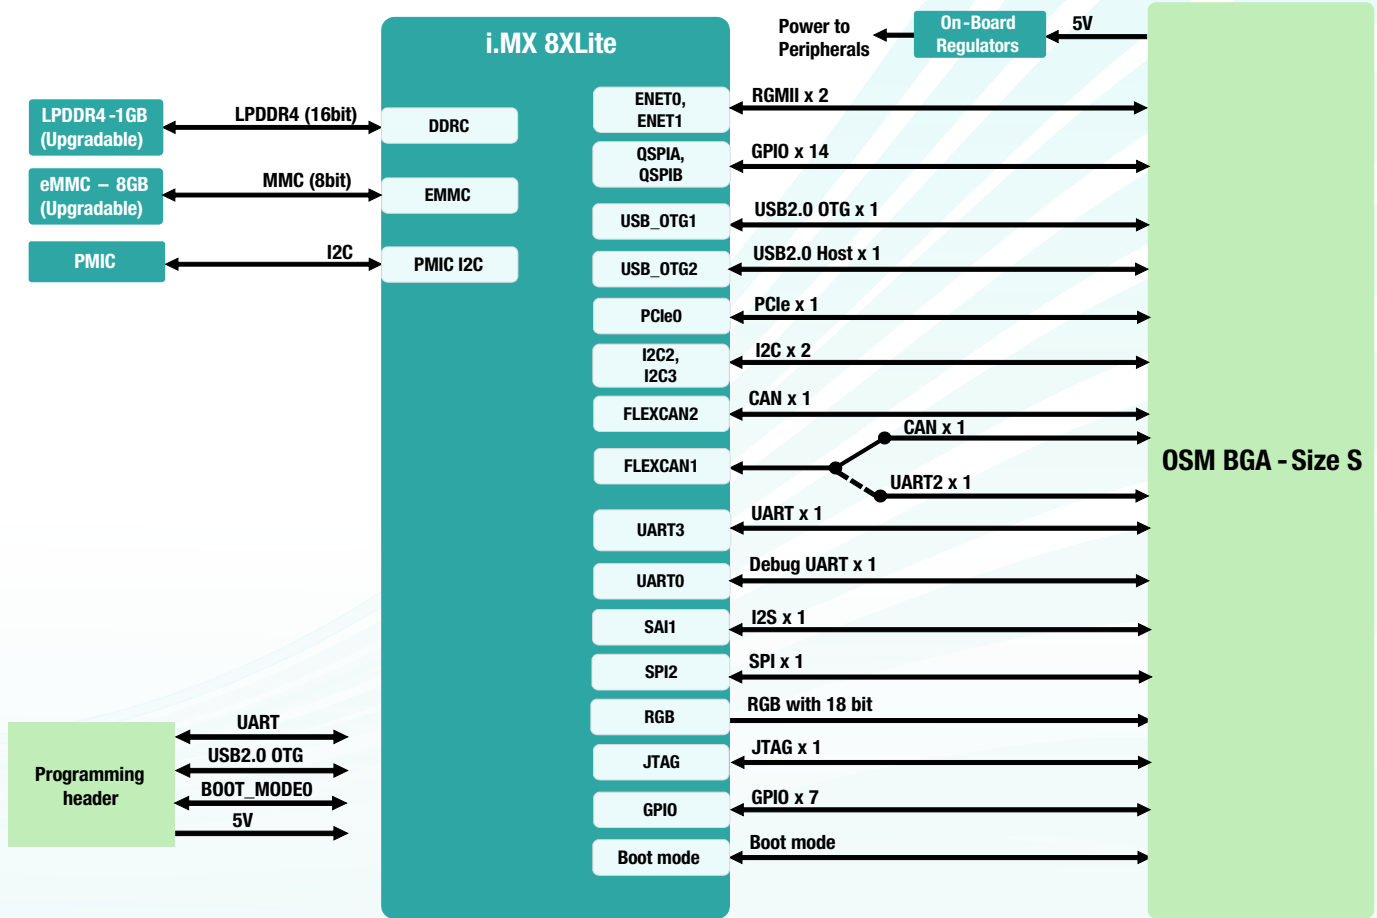 i.MX 8XLite
Power to
Peripherals
On-Board
Regulators
5V
LPDDR4 -1GB
(Upgradable)
LPDDR4 (16bit)
DDRC
eMMC – 8GB
(Upgradable)
MMC (8bit)
EMMC
PMIC
I2C
PMIC I2C
ENET0,
ENET1
RGMII x 2
QSPIA,
QSPIB
GPIO x 14
USB_OTG1
USB2.0 OTG x 1
USB_OTG2
USB2.0 Host x 1
PCIe0
PCIe x 1
I2C2,
I2C3
I2C x 2
FLEXCAN2
CAN x 1
FLEXCAN1
CAN x 1
UART2 x 1
UART3
UART x 1
UART0
Debug UART x 1
SAI1
I2S x 1
SPI2
SPI x 1
RGB
RGB with 18 bit
JTAG
JTAG x 1
GPIO
GPIO x 7
Boot mode
Boot mode
OSM BGA - Size S
Programming
header
UART
USB2.0 OTG
BOOT_MODE0
5V